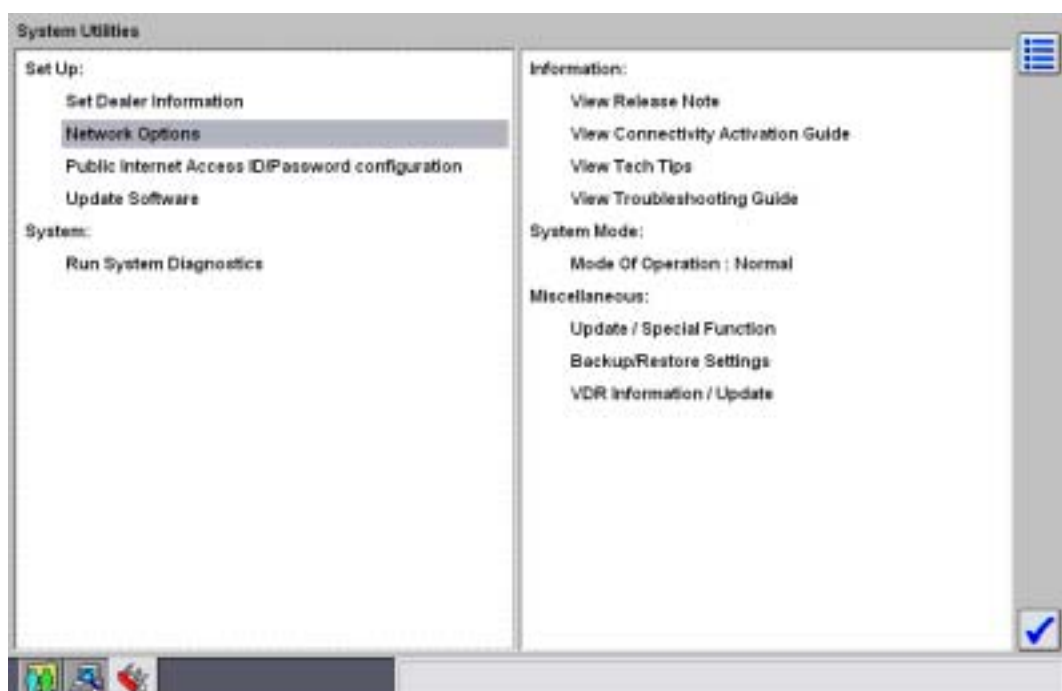 System Utilities
Set Up:
Set Dealer Information
Network Options
Public Internet Access ID/Password configuration
Update Software
System:
Run System Diagnostics
Information:
View Release Note
View Connectivity Activation Guide
View Tech Tips
View Troubleshooting Guide
System Mode:
Mode Of Operation : Normal
Miscellaneous:
Update / Special Function
Backup/Restore Settings
VDR Information / Update